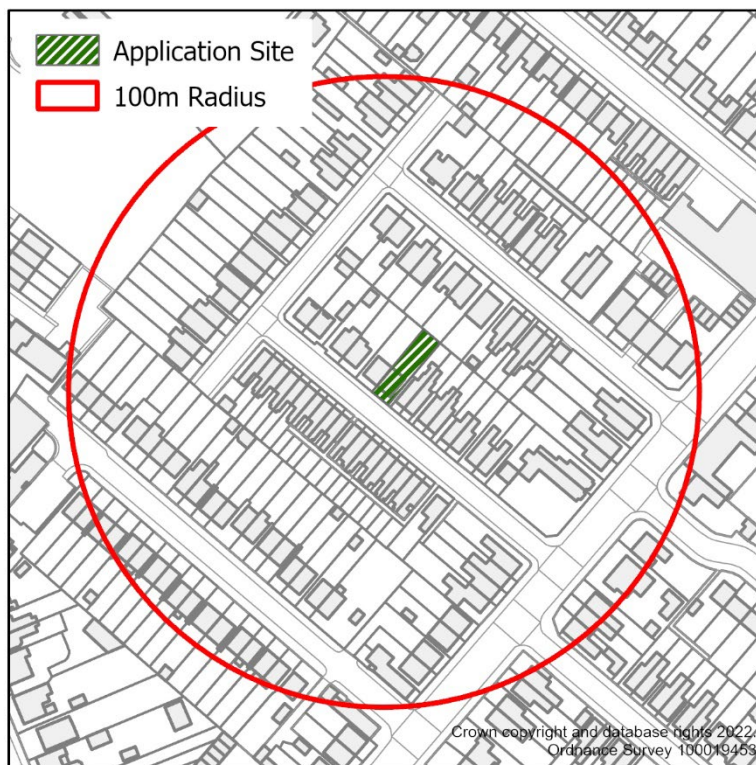 Application Site
100m Radius
Crown copyright and database rights 2022.
Ordnance Survey 100019453